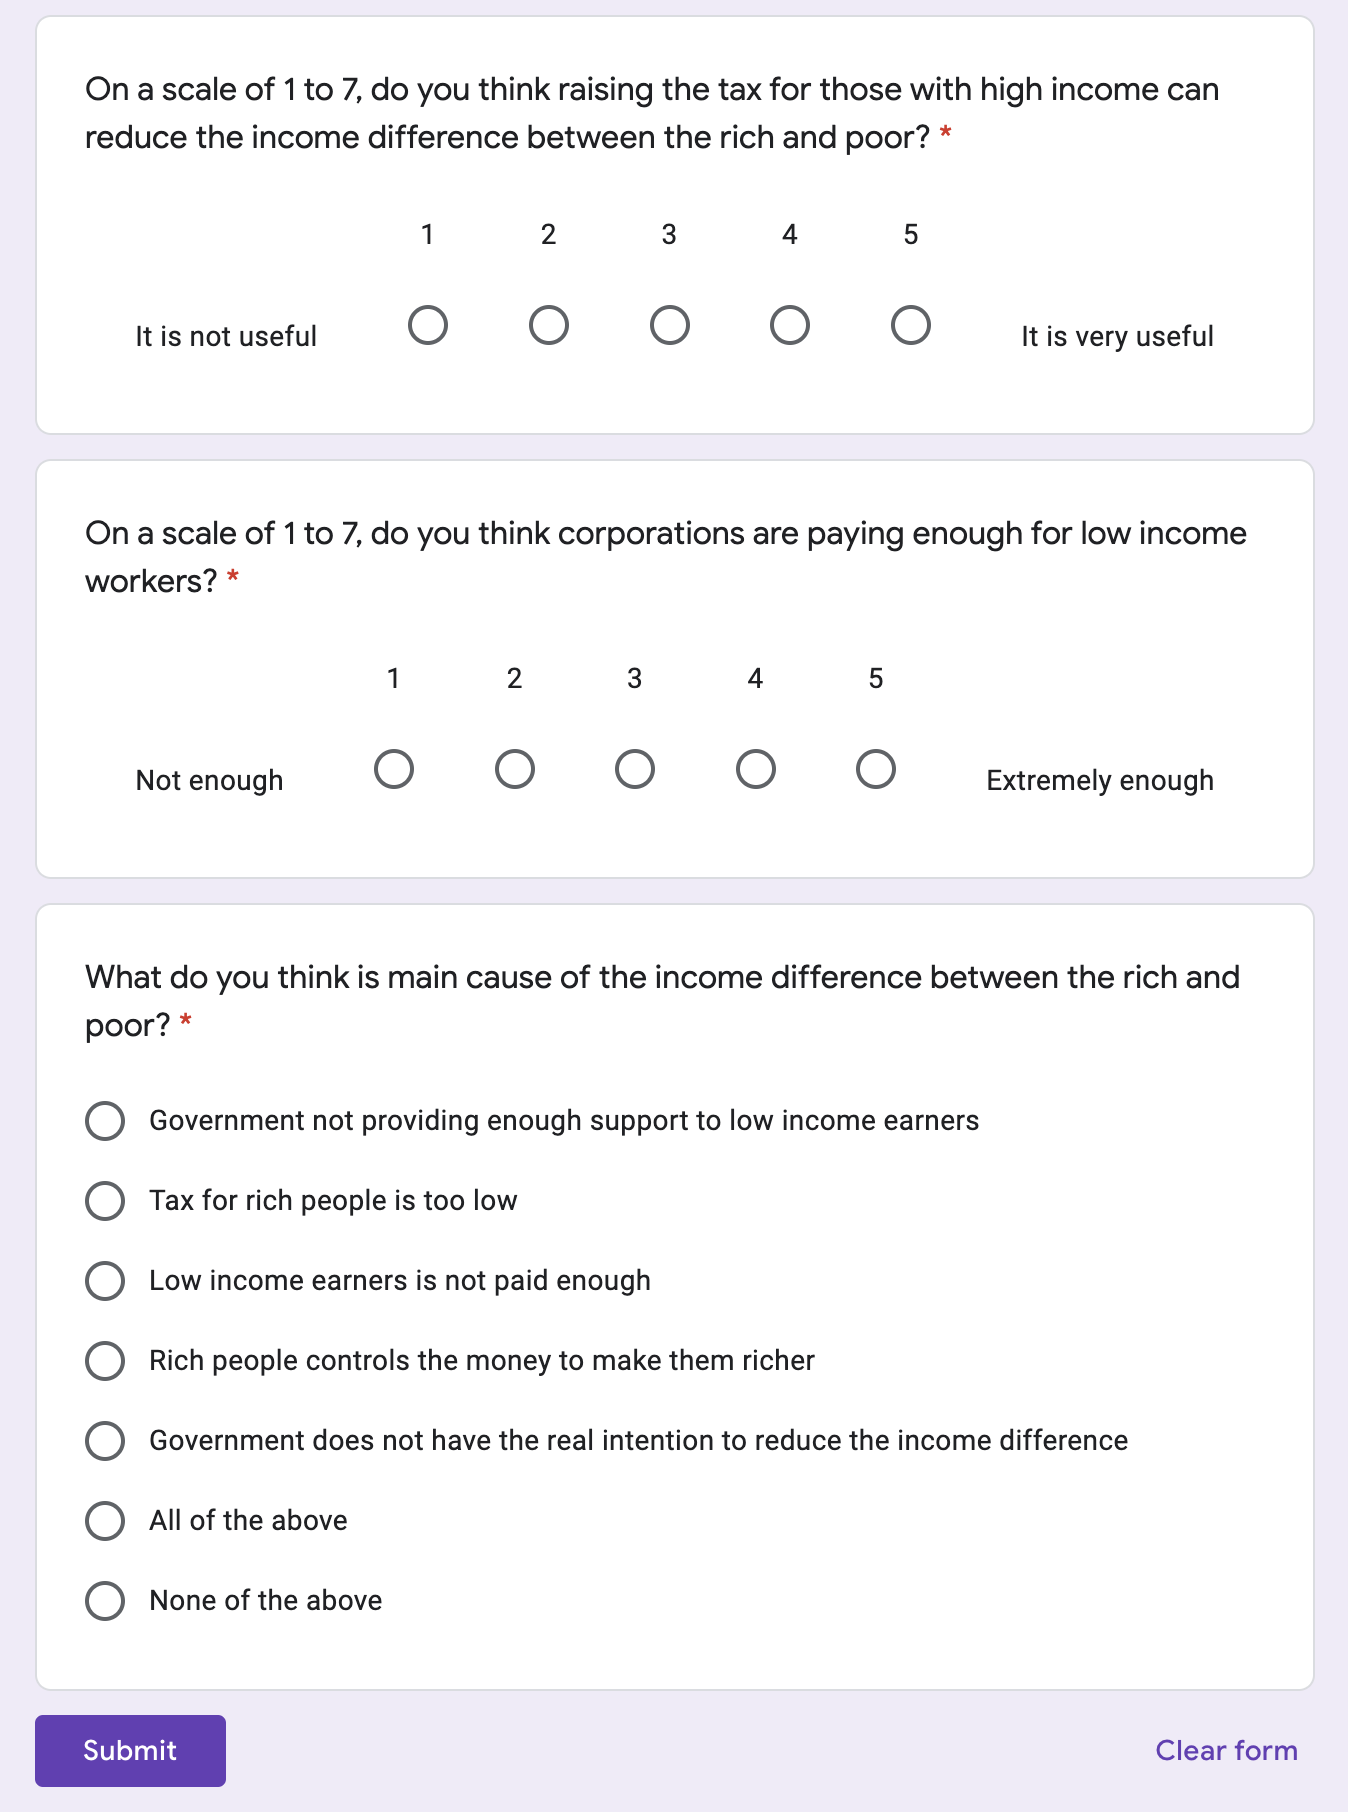 On a scale of 1 to 7, do you think raising the tax for those with high income can
reduce the income difference between the rich and poor? *
1 2 3 4 5
It is not useful It is very useful
On a scale of 1 to 7, do you think corporations are paying enough for low income
workers? *
1 2 3 4 5
Not enough Extremely enough
What do you think is main cause of the income difference between the rich and
poor? *
Government not providing enough support to low income earners
Tax for rich people is too low
Low income earners is not paid enough
Rich people controls the money to make them richer
Government does not have the real intention to reduce the income difference
All of the above
None of the above
Submit Clear form